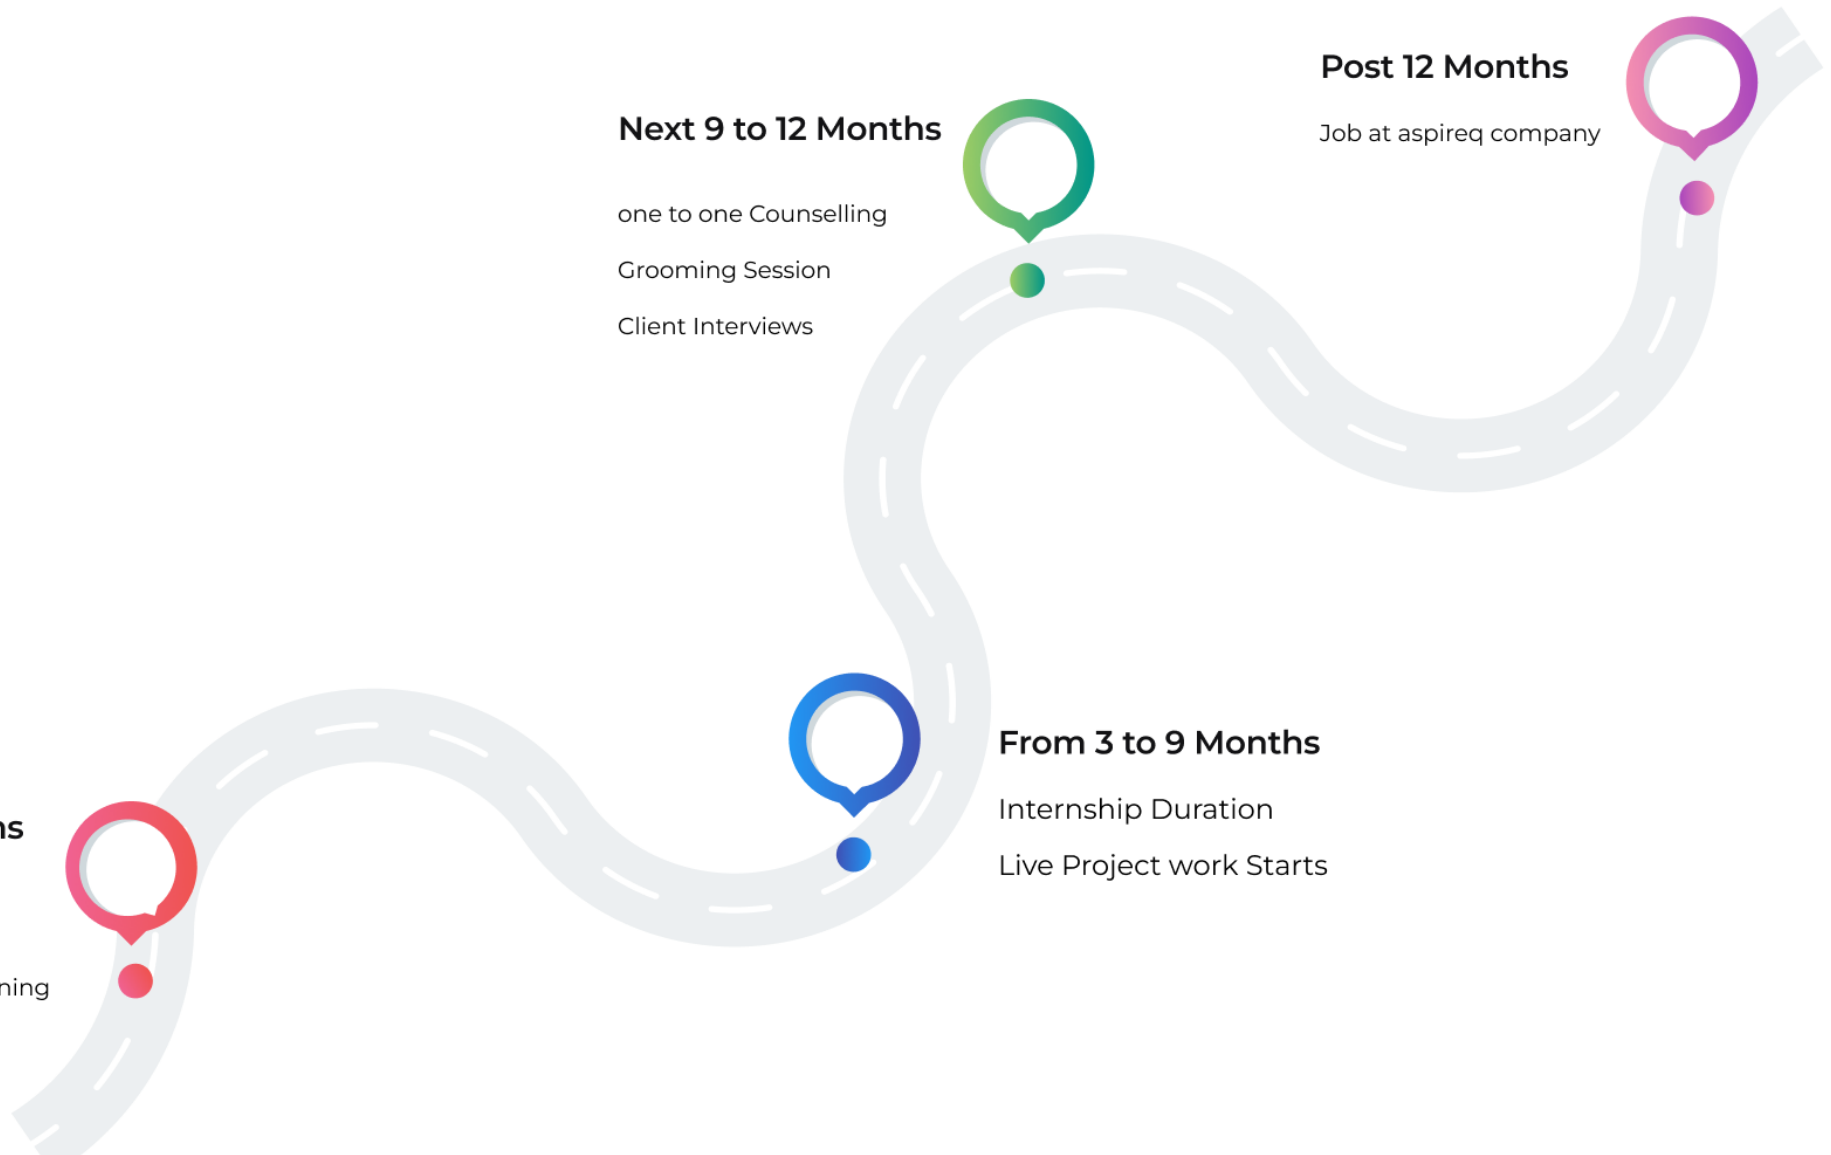 Post 12 Months
Job at aspireq company
Next 9 to 12 Months
one to one Counselling
Grooming Session
Client Interviews
From 3 to 9 Months
Internship Duration
Live Project work Starts